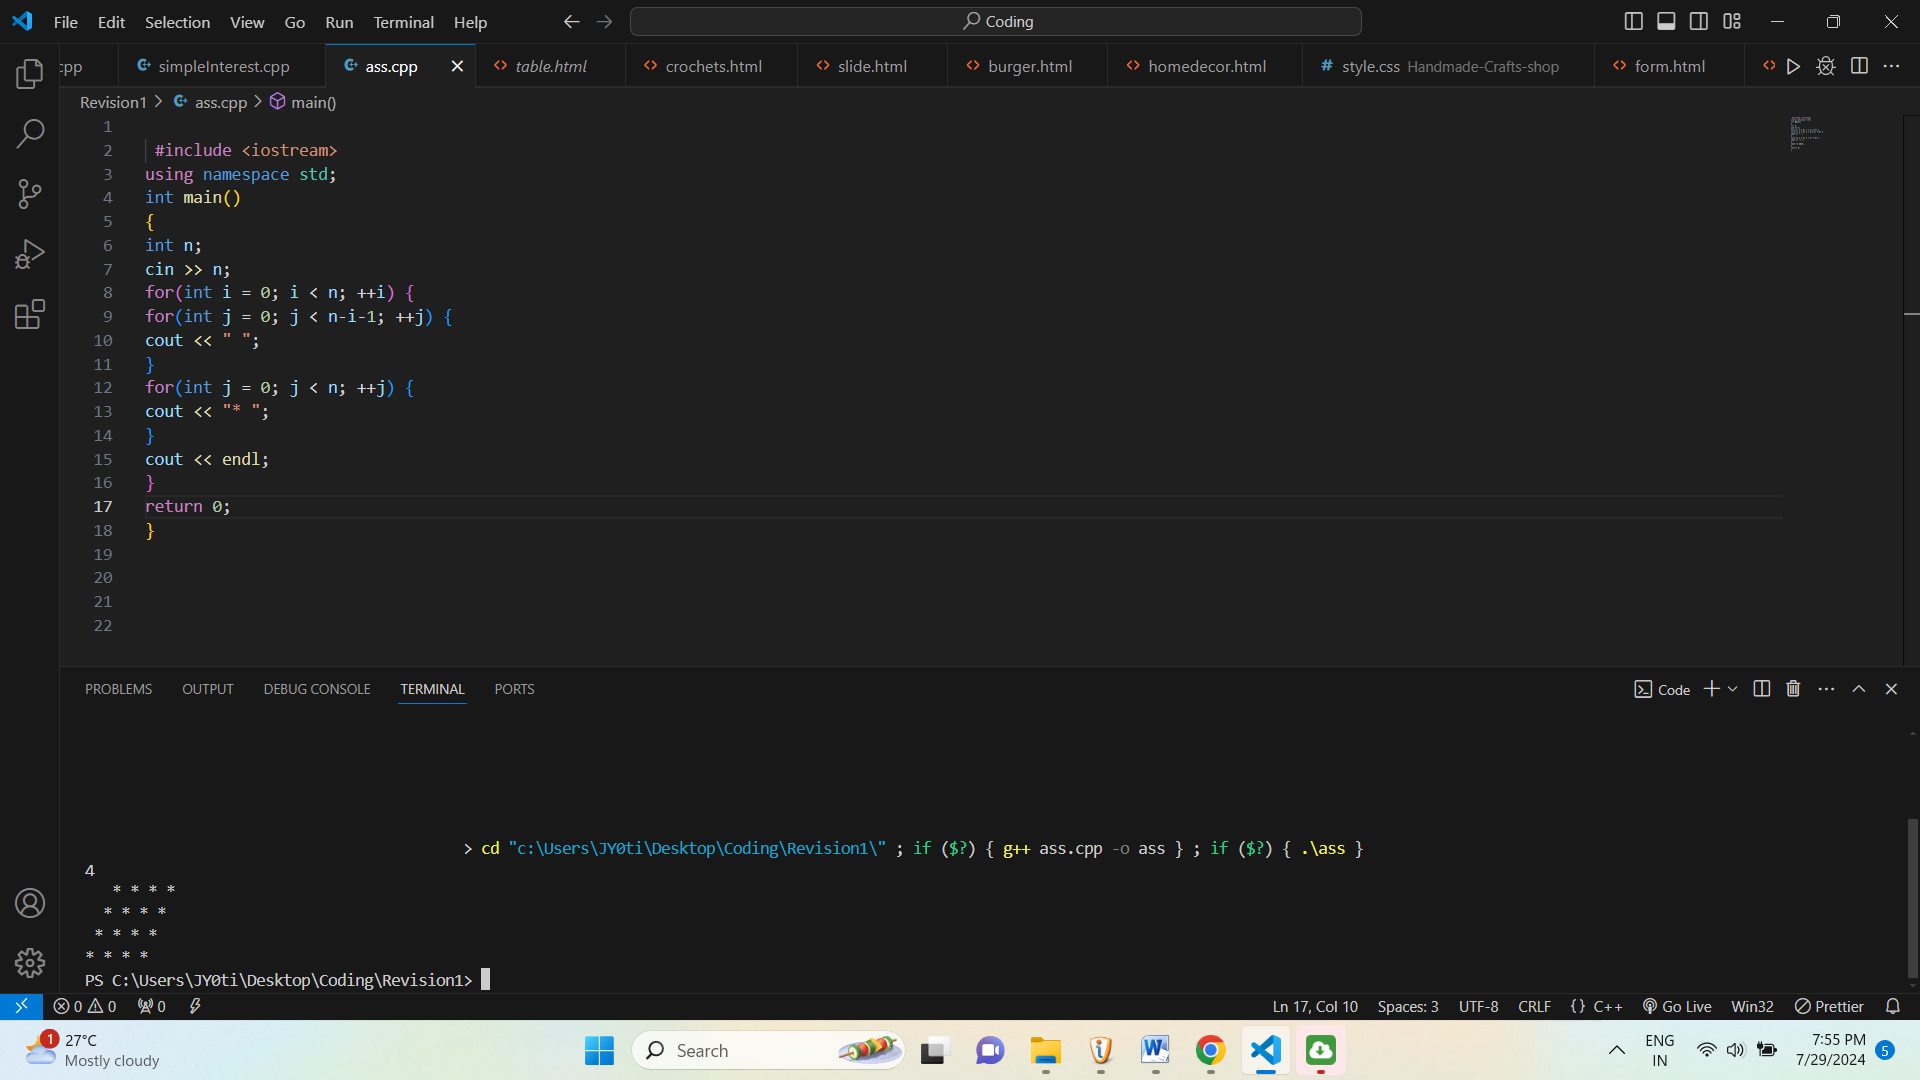 File Edit Selection View Go Run Terminal Help Coding
cpp simpleInterest.cpp ass.cpp table.html crochets.html slide.html burger.html homedecor.html style.css Handmade-Crafts-shop form.html
Revision1 > ass.cpp > main()
1
2 #include <iostream>
3 using namespace std;
4 int main()
5 {
6 int n;
7 cin >> n;
8 for(int i = 0; i < n; ++i) {
9 for(int j = 0; j < n-i-1; ++j) {
10 cout << " ";
11 }
12 for(int j = 0; j < n; ++j) {
13 cout << "* ";
14 }
15 cout << endl;
16 }
17 return 0;
18 }
19
20
21
22
PROBLEMS OUTPUT DEBUG CONSOLE TERMINAL PORTS Code
> cd "c:\Users\JY0ti\Desktop\Coding\Revision1\" ; if ($?) { g++ ass.cpp -o ass } ; if ($?) { .\ass }
4
   * * * *
  * * * *
 * * * *
* * * *
PS C:\Users\JY0ti\Desktop\Coding\Revision1>
0 0 0 Ln 17, Col 10 Spaces: 3 UTF-8 CRLF {} C++ Go Live Win32 Prettier
1 27°C
Mostly cloudy
Search
ENG
IN
7:55 PM
7/29/2024
5